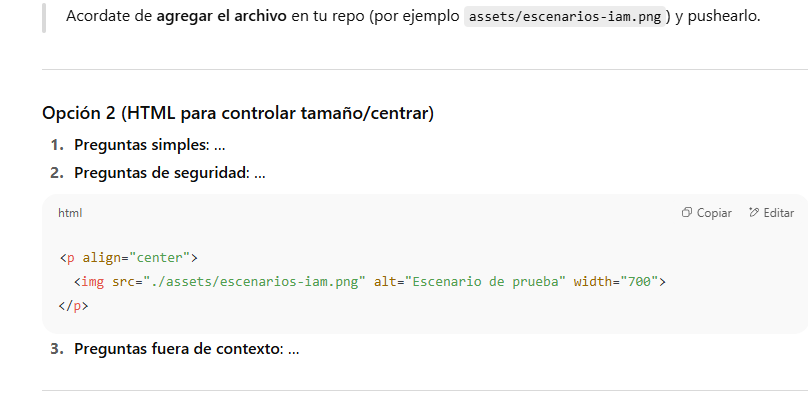 Acordate de agregar el archivo en tu repo (por ejemplo assets/escenarios-iam.png) y pushearlo.
Opción 2 (HTML para controlar tamaño/centrar)
1. Preguntas simples: ...
2. Preguntas de seguridad: ...
html Copiar Editar
<p align="center">
  <img src="./assets/escenarios-iam.png" alt="Escenario de prueba" width="700">
</p>
3. Preguntas fuera de contexto: ...